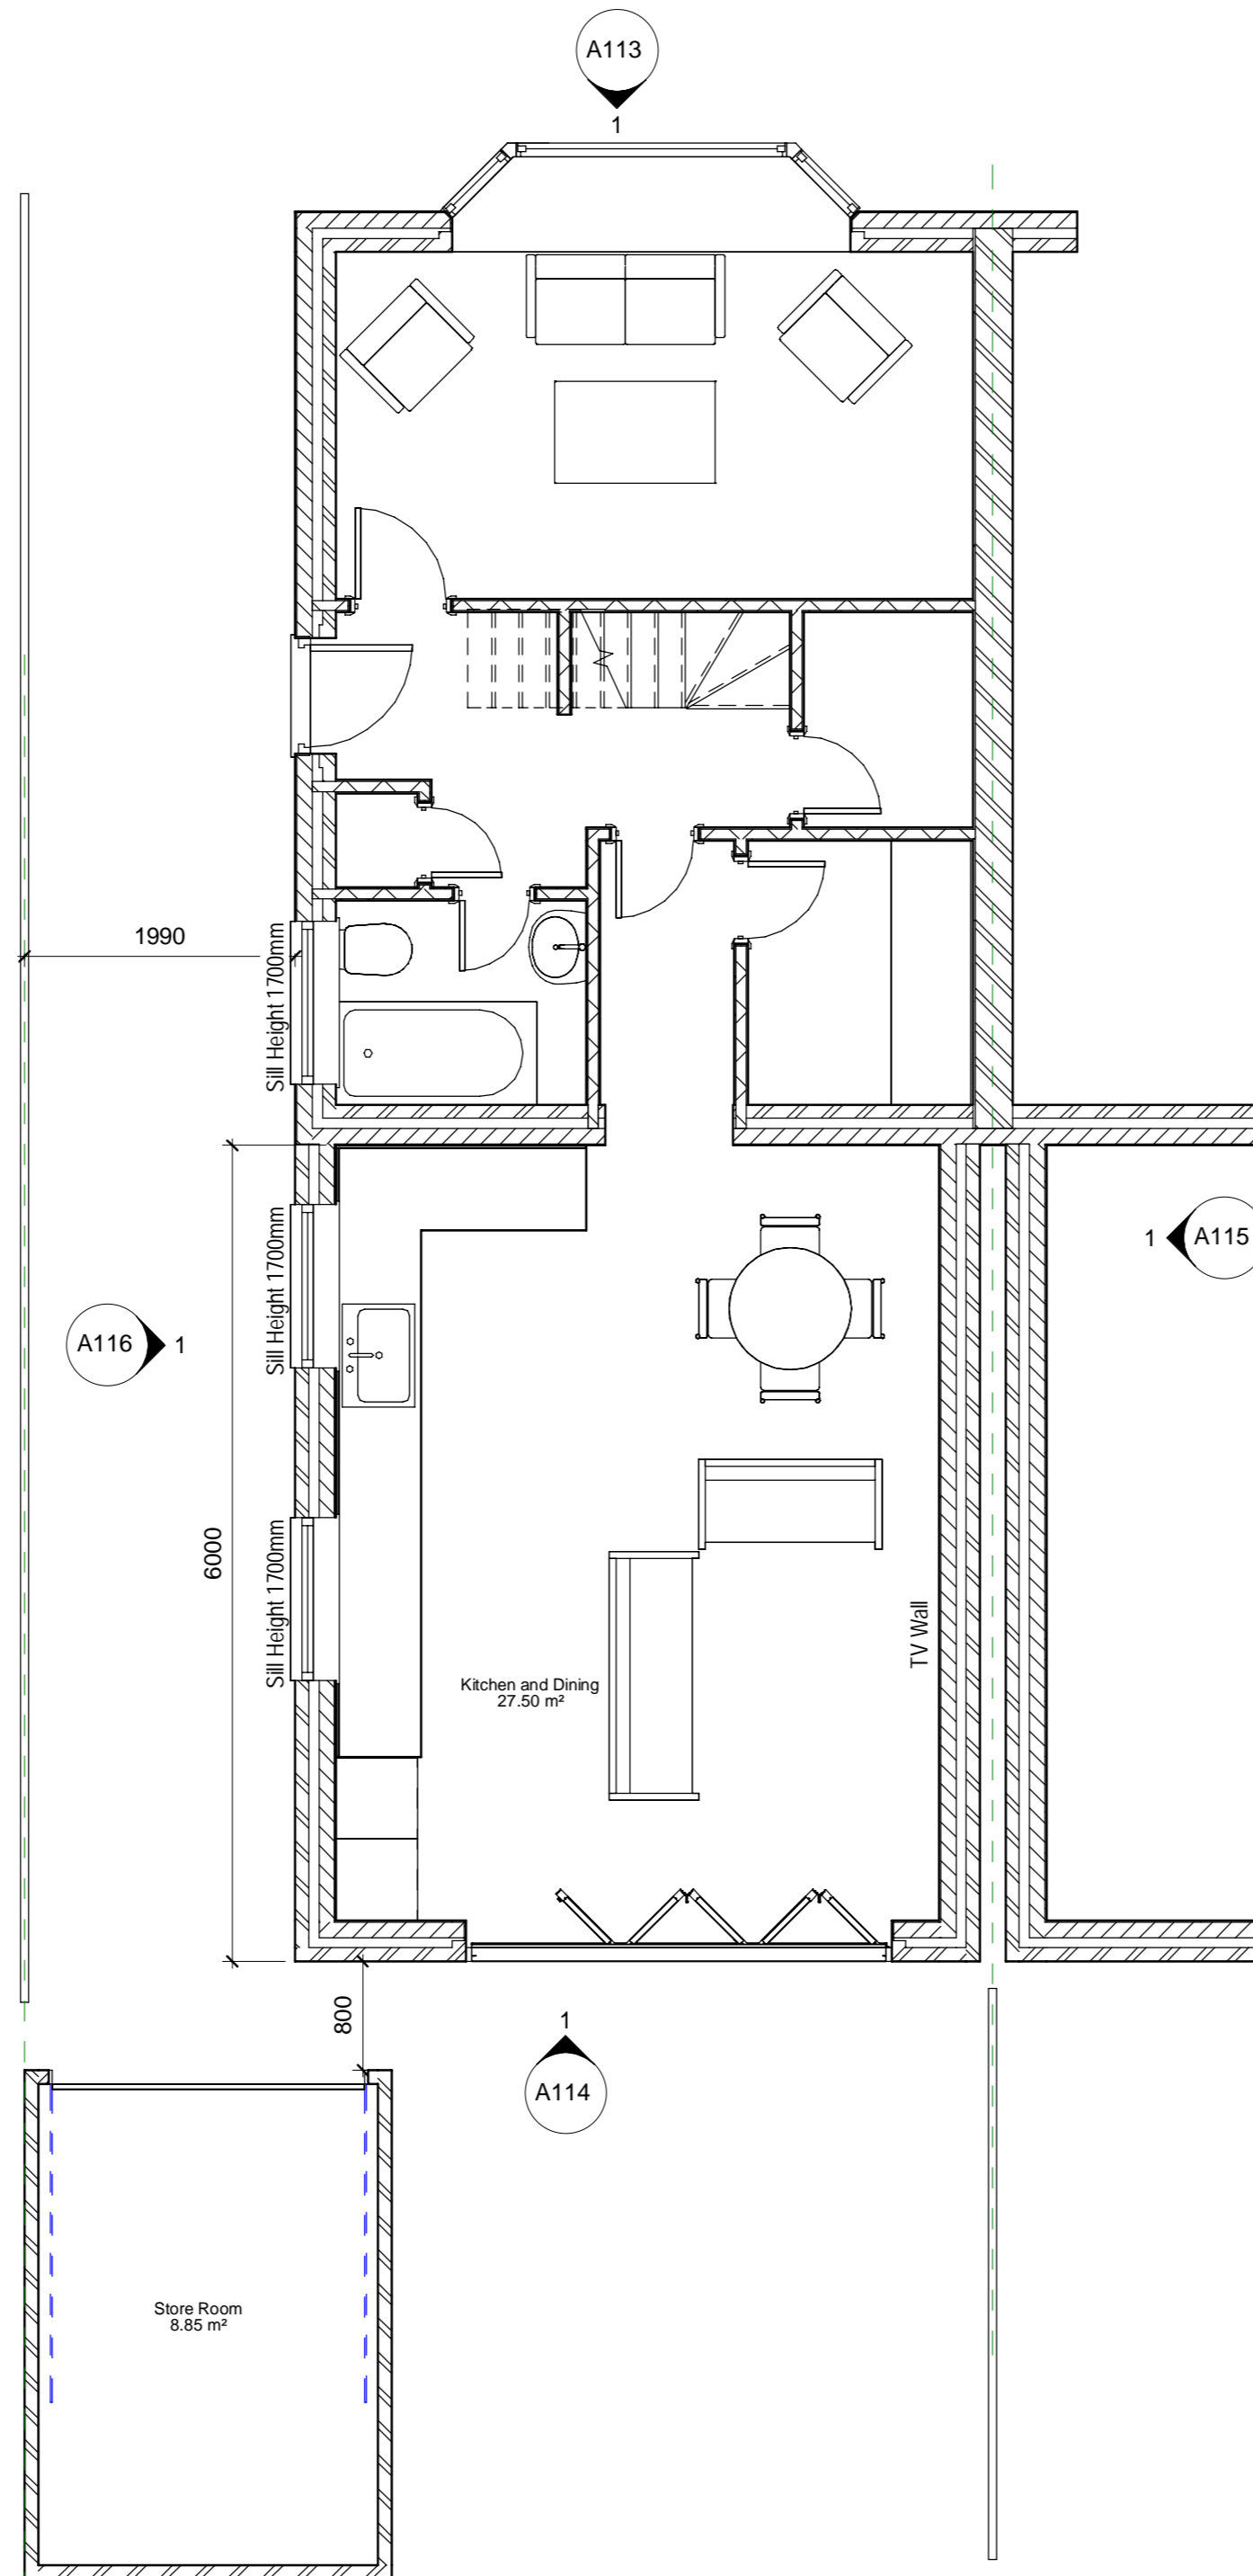 A113
1
1990
Sill Height 1700mm
Sill Height 1700mm
1
A115
A116
1
6000
Sill Height 1700mm
TV Wall
Kitchen and Dining
27.50 m²
800
1
A114
Store Room
8.85 m²